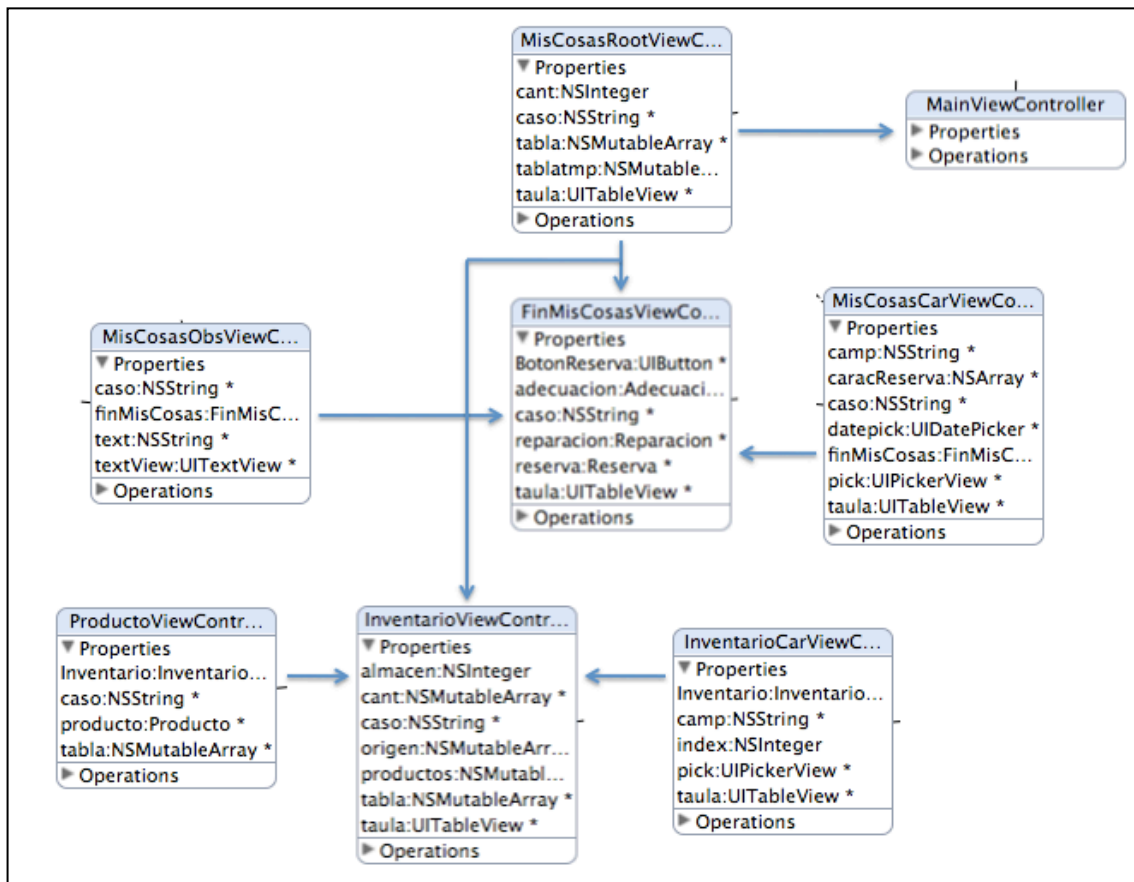 MisCosasRootViewC...
Properties
cant:NSInteger
caso:NSString *
tabla:NSMutableArray *
tablatmp:NSMutable...
taula:UITableView *
Operations
MainViewController
Properties
Operations
MisCosasObsViewC...
Properties
caso:NSString *
finMisCosas:FinMisC...
text:NSString *
textView:UITextView *
Operations
FinMisCosasViewCo...
Properties
BotonReserva:UIButton *
adecuacion:Adecuaci...
caso:NSString *
reparacion:Reparacion *
reserva:Reserva *
taula:UITableView *
Operations
MisCosasCarViewCo...
Properties
camp:NSString *
caracReserva:NSArray *
caso:NSString *
datepick:UIDatePicker *
finMisCosas:FinMisC...
pick:UIPickerView *
taula:UITableView *
Operations
ProductoViewContr...
Properties
Inventario:Inventario...
caso:NSString *
producto:Producto *
tabla:NSMutableArray *
Operations
InventarioViewContr...
Properties
almacen:NSInteger
cant:NSMutableArray *
caso:NSString *
origen:NSMutableArr...
productos:NSMutabl...
tabla:NSMutableArray *
taula:UITableView *
Operations
InventarioCarViewC...
Properties
Inventario:Inventario...
camp:NSString *
index:NSInteger
pick:UIPickerView *
taula:UITableView *
Operations